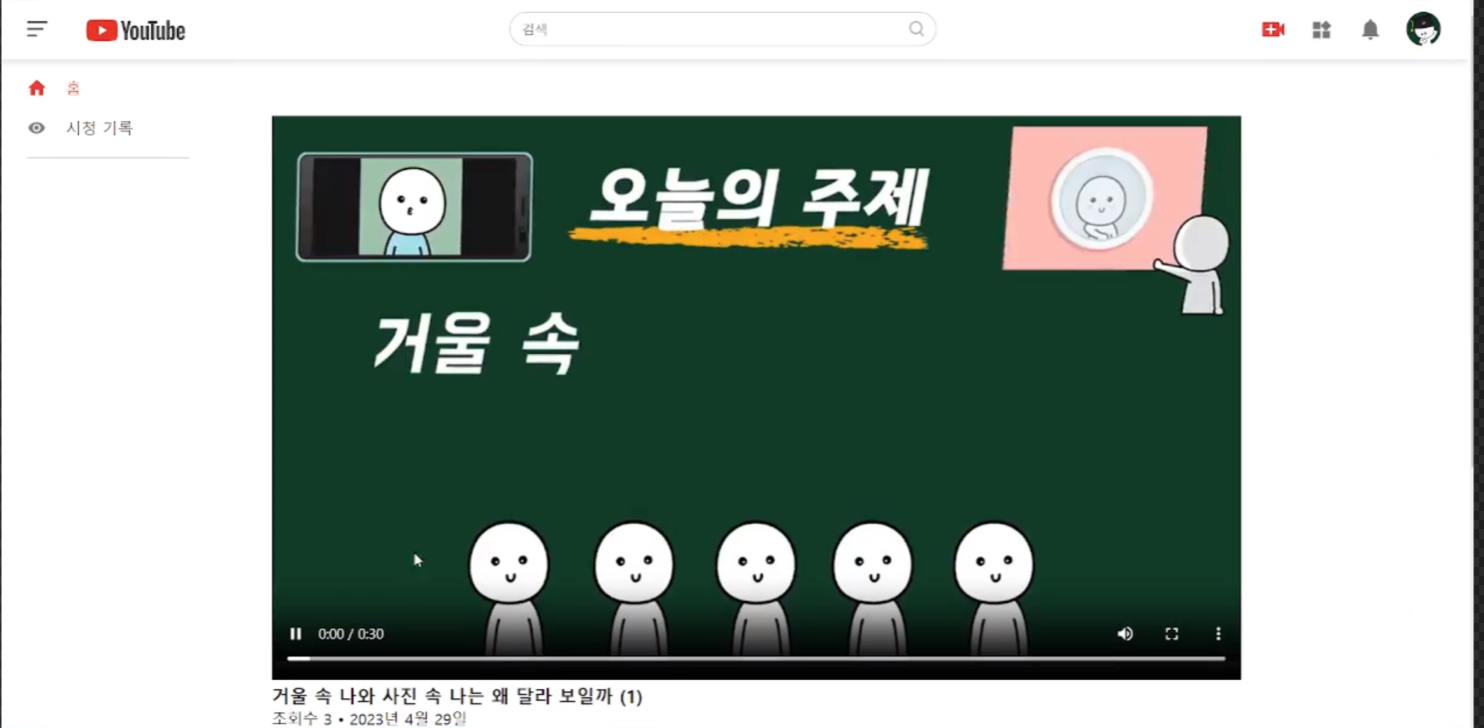 YouTube
검색
홈
시청 기록
오늘의 주제
거울 속
0:00 / 0:30
거울 속 나와 사진 속 나는 왜 달라 보일까 (1)
조회수 3 • 2023년 4월 29일